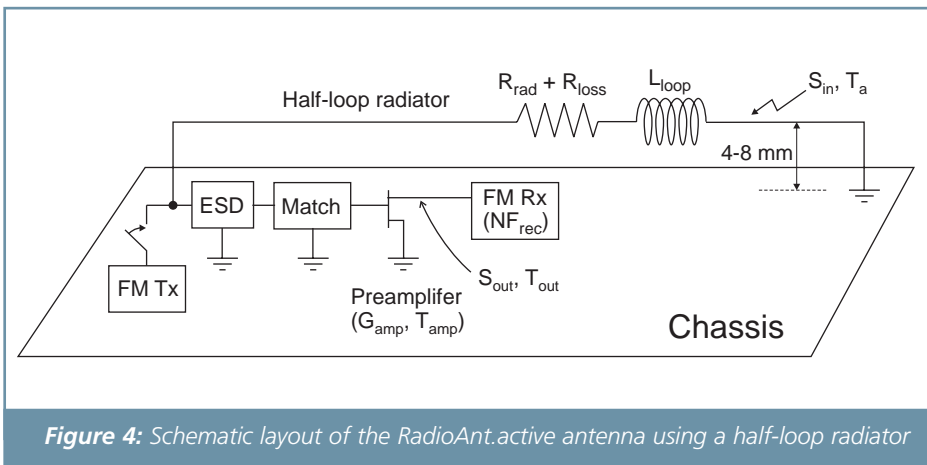 R_rad + R_loss
L_loop
S_in, T_a
Half-loop radiator
4-8 mm
ESD
Match
FM Rx
(NF_rec)
FM Tx
S_out, T_out
Preamplifer
(G_amp, T_amp)
Chassis
Figure 4: Schematic layout of the RadioAnt.active antenna using a half-loop radiator